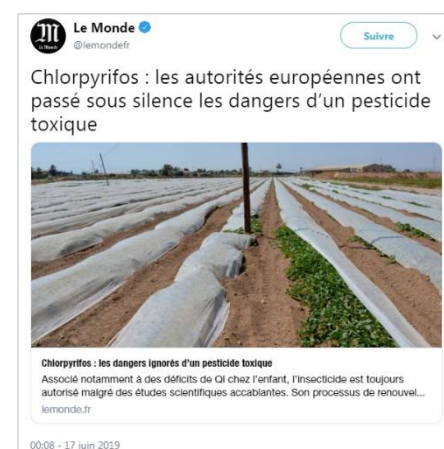 Le Monde
@lemondefr
Suivre
Chlorpyrifos : les autorités européennes ont
passé sous silence les dangers d'un pesticide
toxique
Chlorpyrifos : les dangers ignorés d'un pesticide toxique
Associé notamment à des déficits de QI chez l'enfant, l'insecticide est toujours
autorisé malgré des études scientifiques accablantes. Son processus de renouvel...
lemonde.fr
00:08 - 17 juin 2019